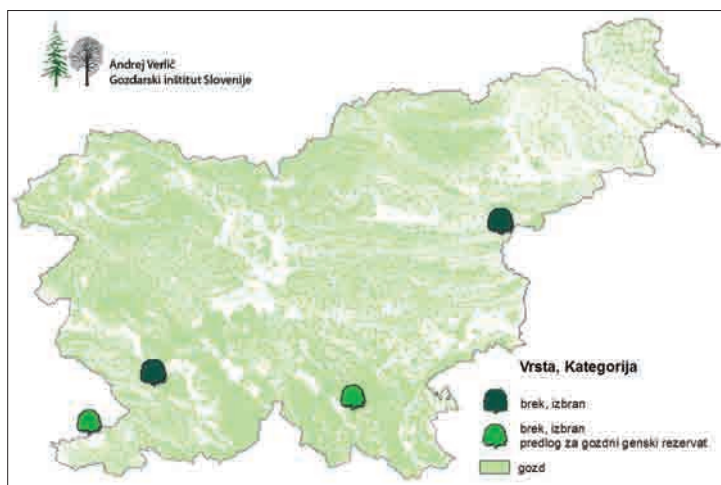 Andrej Verlič
Gozdarski inštitut Slovenije
Vrsta, Kategorija
brek, izbran
brek, izbran
predlog za gozdni genski rezervat
gozd